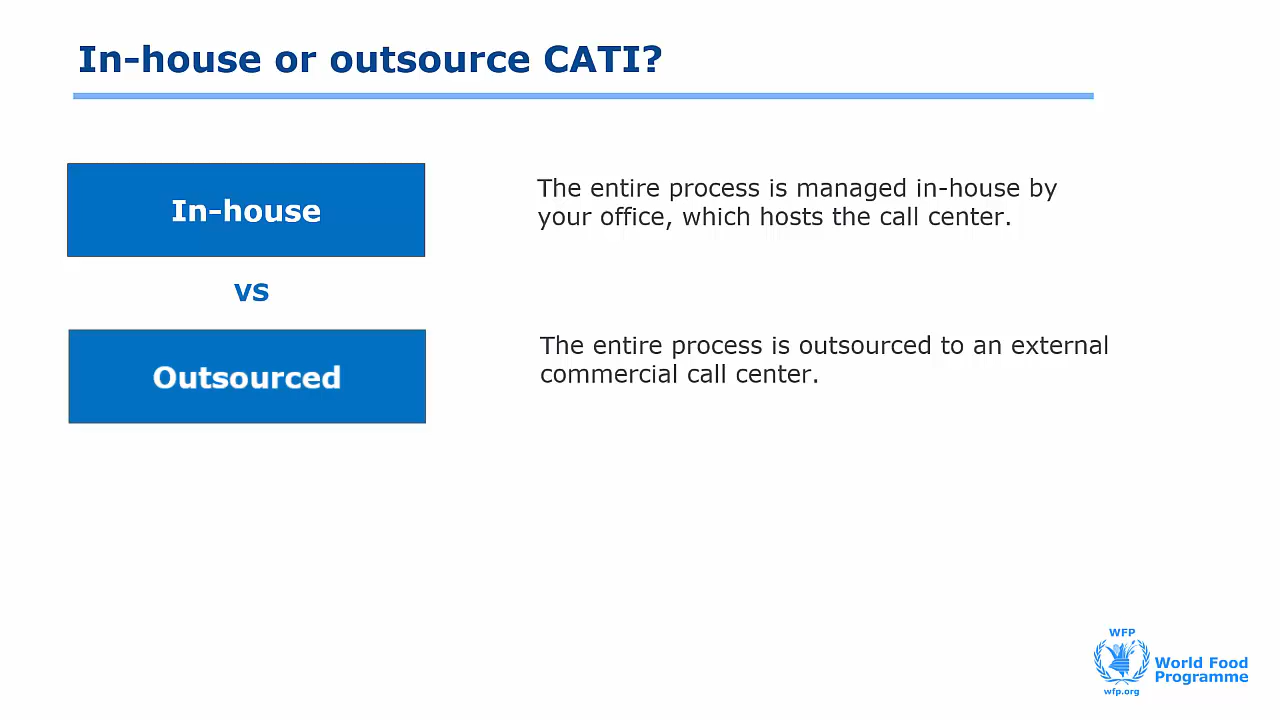 In-house or outsource CATI?
In-house
The entire process is managed in-house by
your office, which hosts the call center.
vs
Outsourced
The entire process is outsourced to an external
commercial call center.
WFP
World Food
Programme
wfp.org